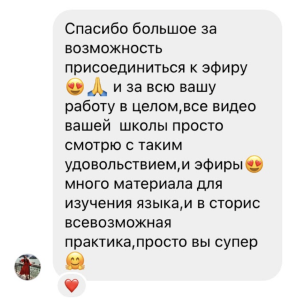 Спасибо большое за
возможность
присоединиться к эфиру
😍🙏 и за всю вашу
работу в целом,все видео
вашей школы просто
смотрю с таким
удовольствием,и эфиры😍
много материала для
изучения языка,и в сторис
всевозможная
практика,просто вы супер
🤗